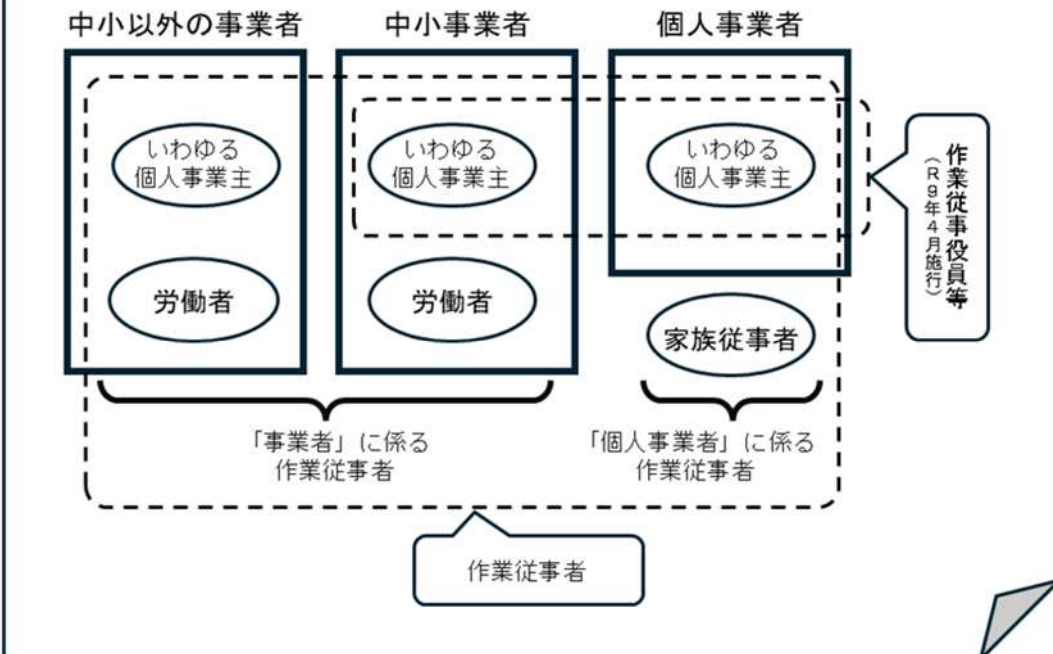 中小以外の事業者
中小事業者
個人事業者
いわゆる
個人事業主
いわゆる
個人事業主
いわゆる
個人事業主
作業従事役員等
（R9年4月施行）
労働者
労働者
家族従事者
「事業者」に係る
作業従事者
「個人事業者」に係る
作業従事者
作業従事者